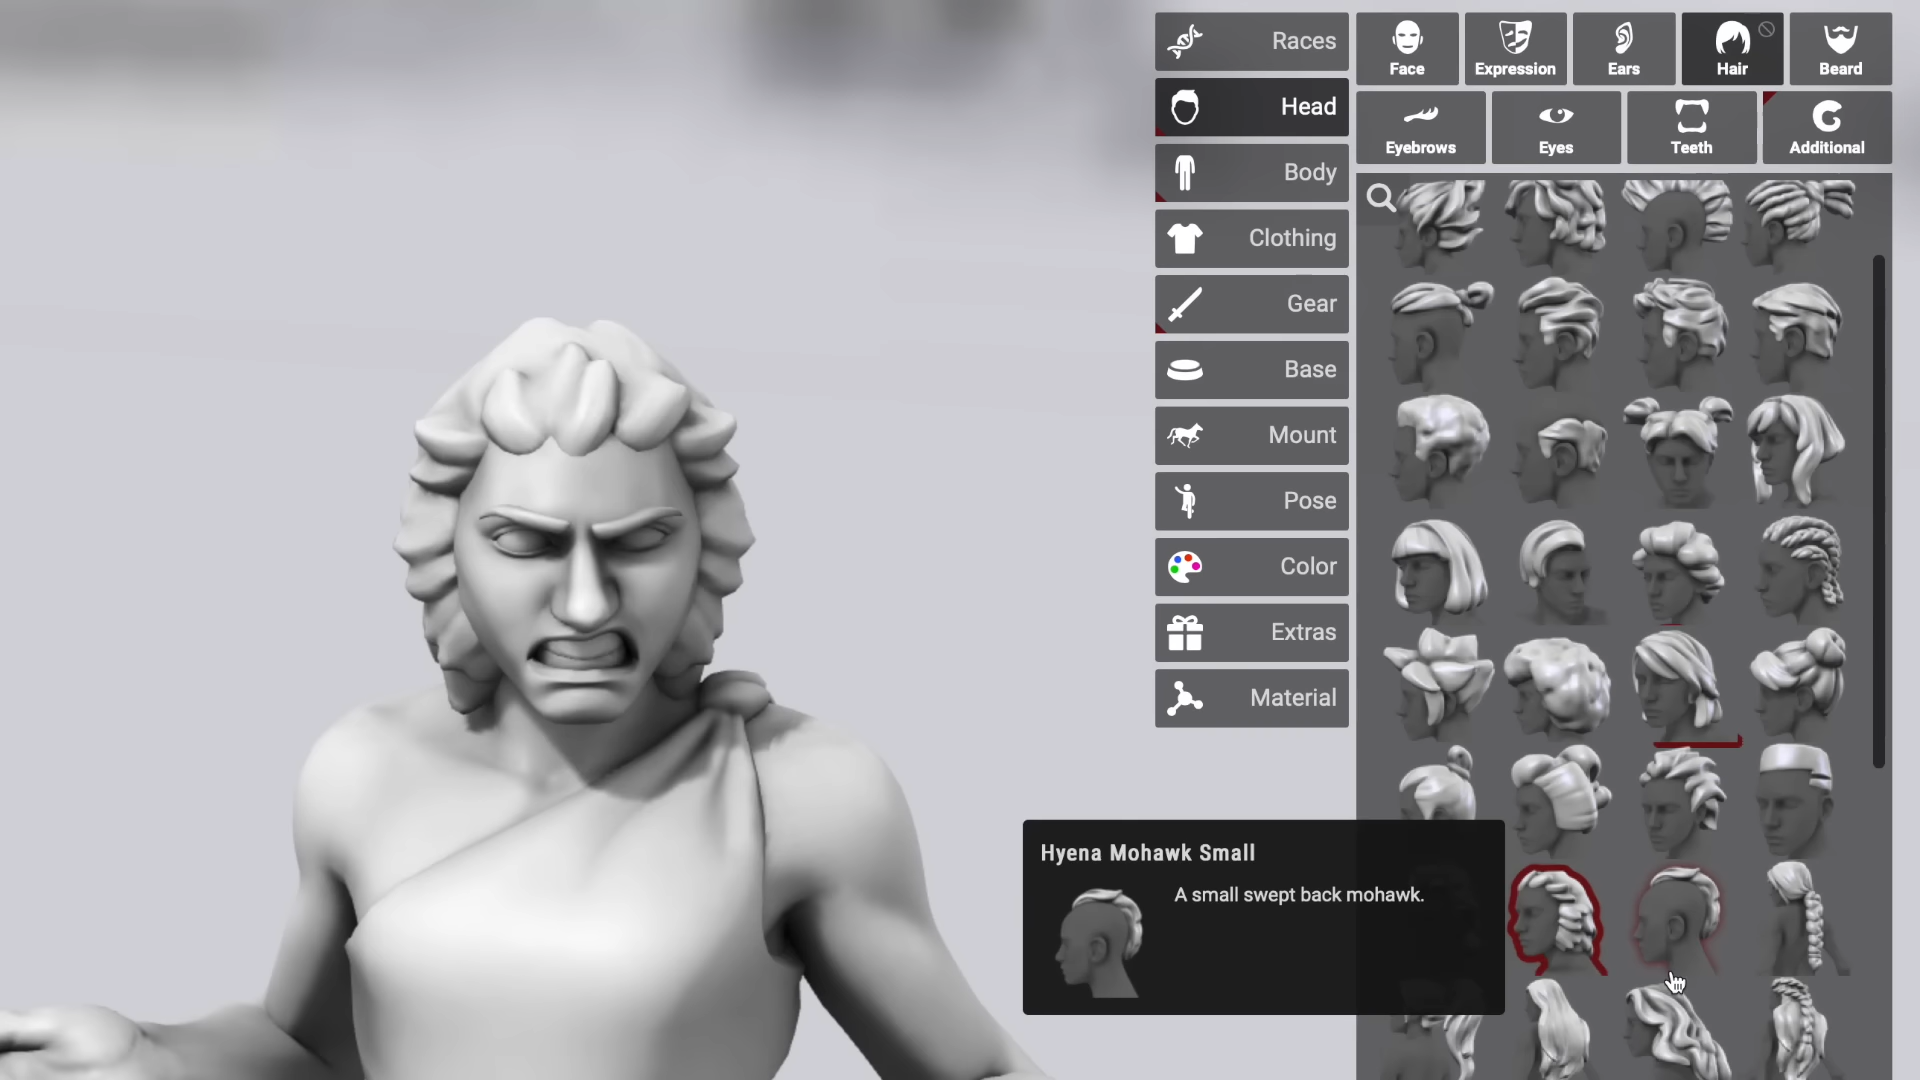 Races
Head
Body
Clothing
Gear
Base
Mount
Pose
Color
Extras
Material
Face
Expression
Ears
Hair
Beard
Eyebrows
Eyes
Teeth
Additional
Hyena Mohawk Small
A small swept back mohawk.